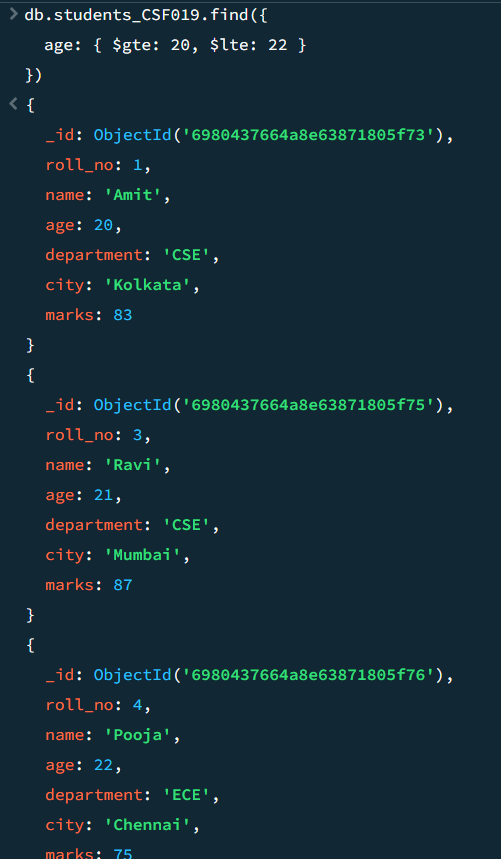 db.students_CSF019.find({
age: { $gte: 20, $lte: 22 }
})
{
_id: ObjectId('6980437664a8e63871805f73'),
roll_no: 1,
name: 'Amit',
age: 20,
department: 'CSE',
city: 'Kolkata',
marks: 83
}
{
_id: ObjectId('6980437664a8e63871805f75'),
roll_no: 3,
name: 'Ravi',
age: 21,
department: 'CSE',
city: 'Mumbai',
marks: 87
}
{
_id: ObjectId('6980437664a8e63871805f76'),
roll_no: 4,
name: 'Pooja',
age: 22,
department: 'ECE',
city: 'Chennai',
marks: 75